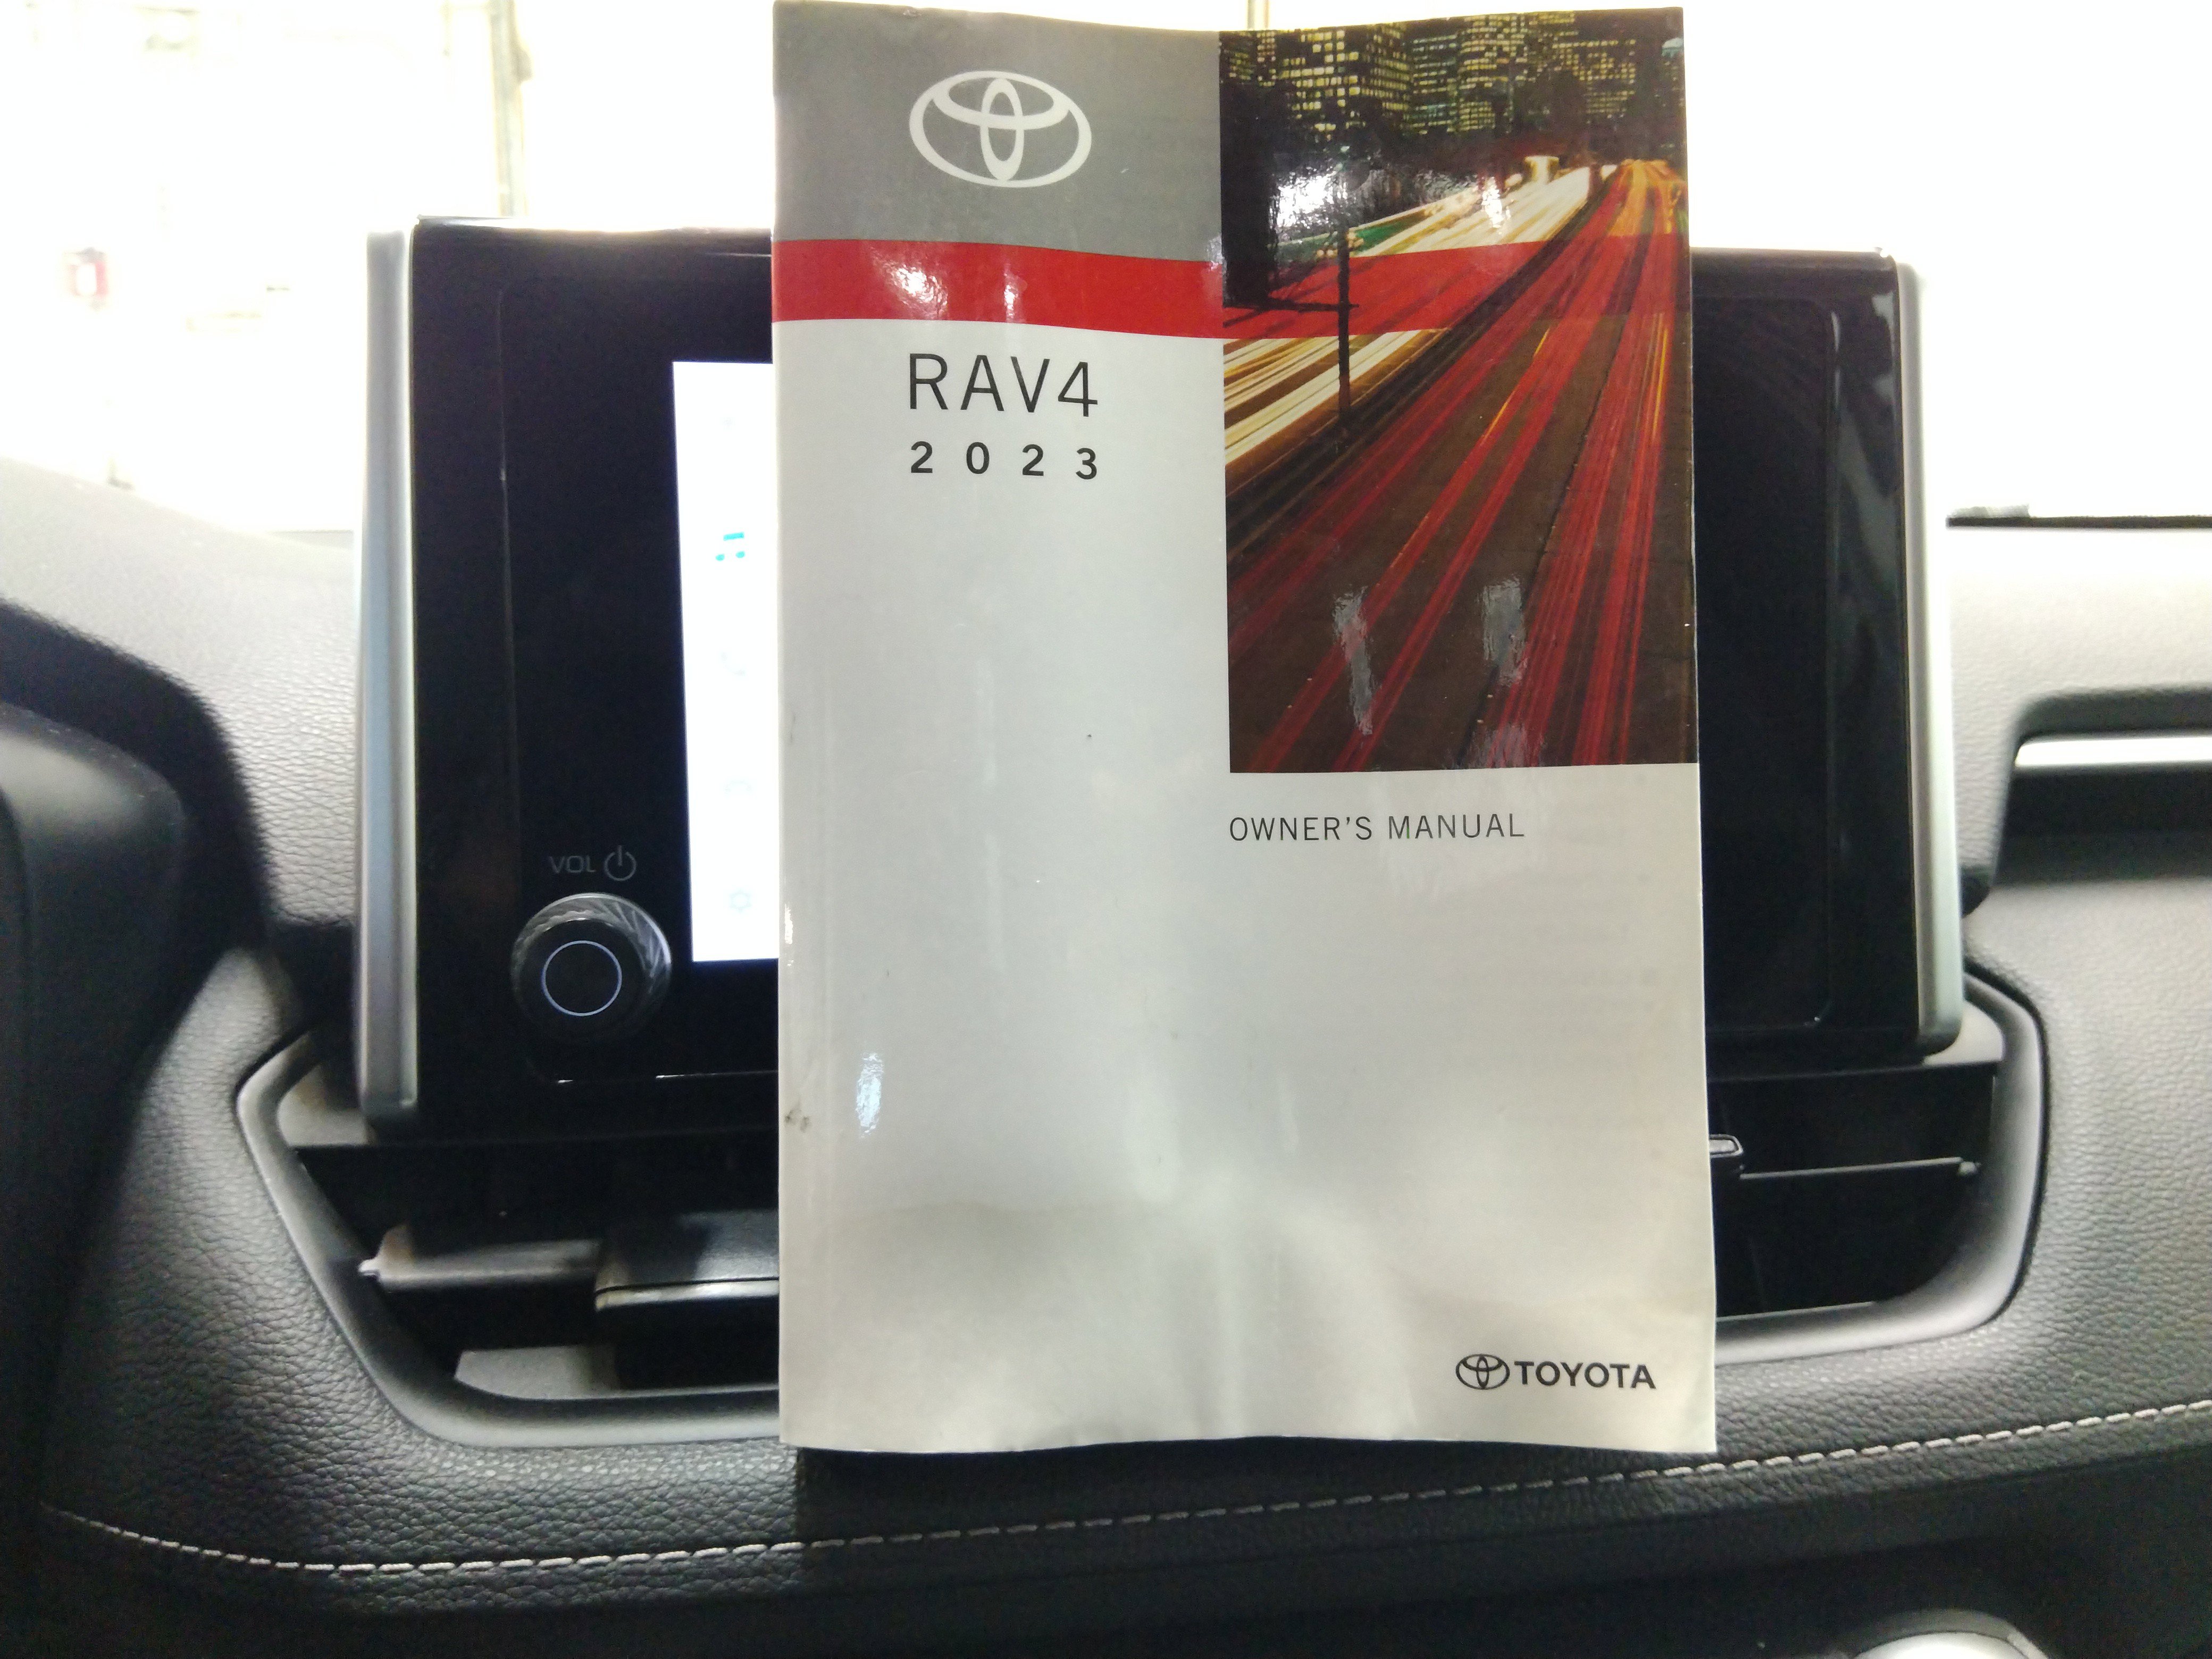 RAV4
2023
OWNER'S MANUAL
VOL
TOYOTA